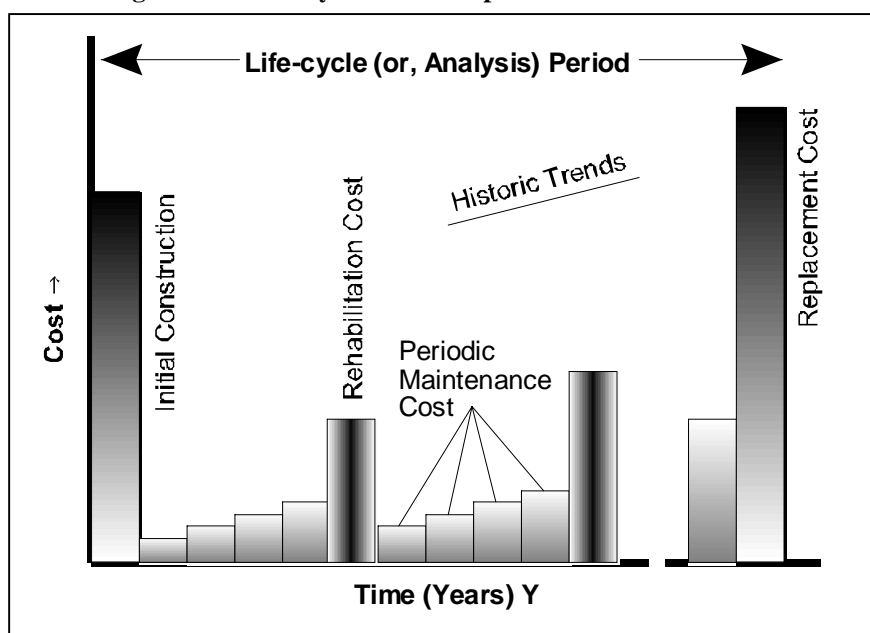 Life-cycle (or, Analysis) Period
Historic Trends
Replacement Cost
Rehabilitation Cost
Initial Construction
Cost →
Periodic
Maintenance
Cost
Time (Years) Y